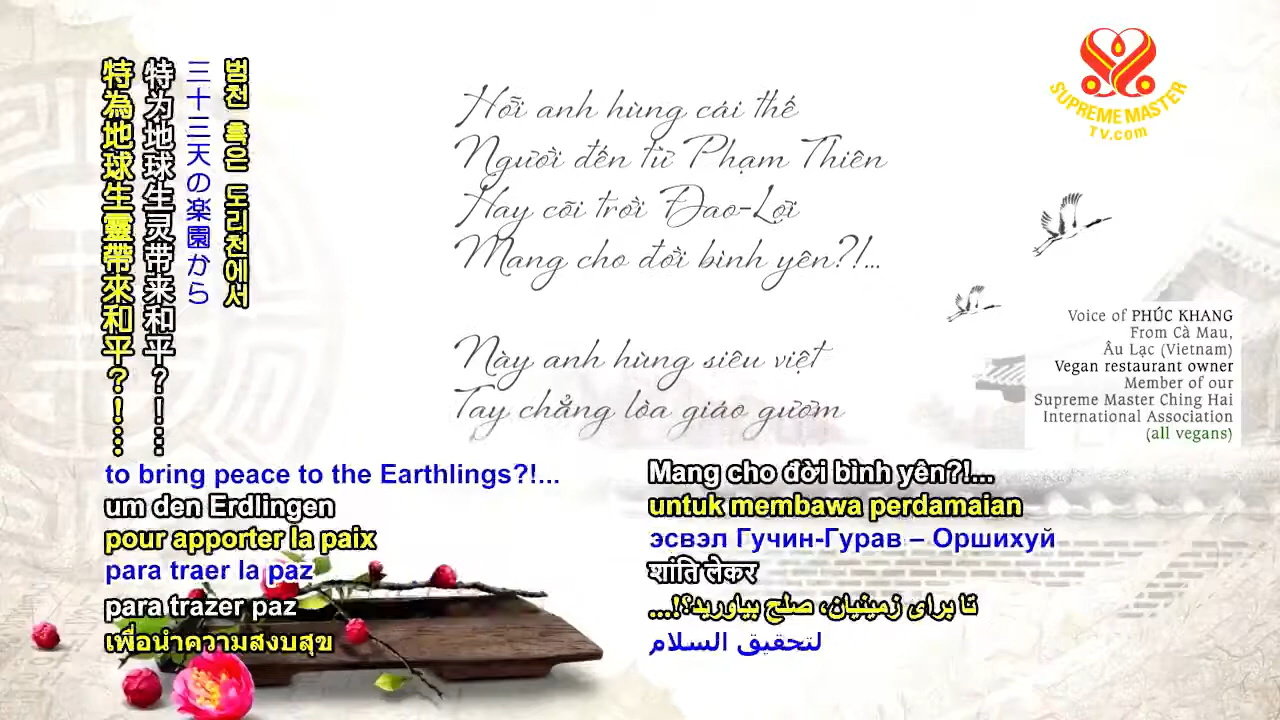 特為地球生靈帶來和平？！⋯⋯
特为地球生灵带来和平？！⋯⋯
三十三天の楽園から
범천 혹은 도리천에서
Hỡi anh hùng cái thế
Người đến từ Phạm Thiên
Hay cõi trời Đao-Lợi
Mang cho đời bình yên?!...
Này anh hùng siêu việt
Tay chẳng lòa giáo gươm
SUPREME MASTER
TV.com
Voice of PHÚC KHANG
From Cà Mau,
Âu Lạc (Vietnam)
Vegan restaurant owner
Member of our
Supreme Master Ching Hai
International Association
(all vegans)
to bring peace to the Earthlings?!...
um den Erdlingen
pour apporter la paix
para traer la paz
para trazer paz
เพื่อนำความสงบสุข
Mang cho đời bình yên?!...
untuk membawa perdamaian
эсвэл Гучин-Гурав – Оршихуй
शांति लेकर
تا برای زمینیان، صلح بیاورید؟!...
لتحقيق السلام